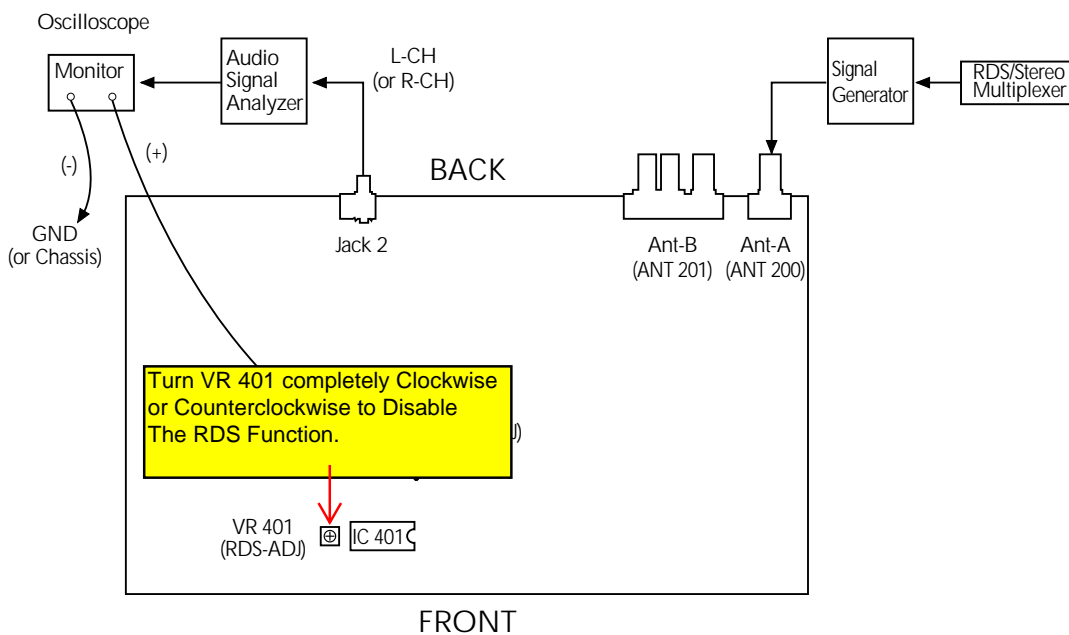 Oscilloscope
Monitor
Audio
Signal
Analyzer
L-CH
(or R-CH)
Signal
Generator
RDS/Stereo
Multiplexer
(-)
(+)
BACK
GND
(or Chassis)
Jack 2
Ant-B
(ANT 201)
Ant-A
(ANT 200)
Turn VR 401 completely Clockwise
or Counterclockwise to Disable
The RDS Function.
VR 401
(RDS-ADJ)
IC 401
FRONT